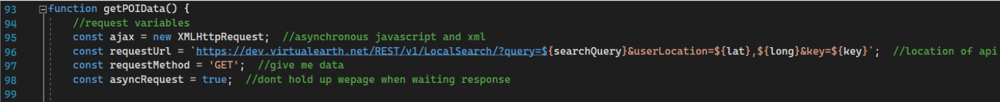 93 function getPOIData() {
94 //request variables
95 const ajax = new XMLHttpRequest; //asynchronous javascript and xml
96 const requestUrl = `https://dev.virtualearth.net/REST/v1/LocalSearch/?query=${searchQuery}&userLocation=${lat},${long}&key=${key}`; //location of api
97 const requestMethod = 'GET'; //give me data
98 const asyncRequest = true; //dont hold up wepage when waiting response
99